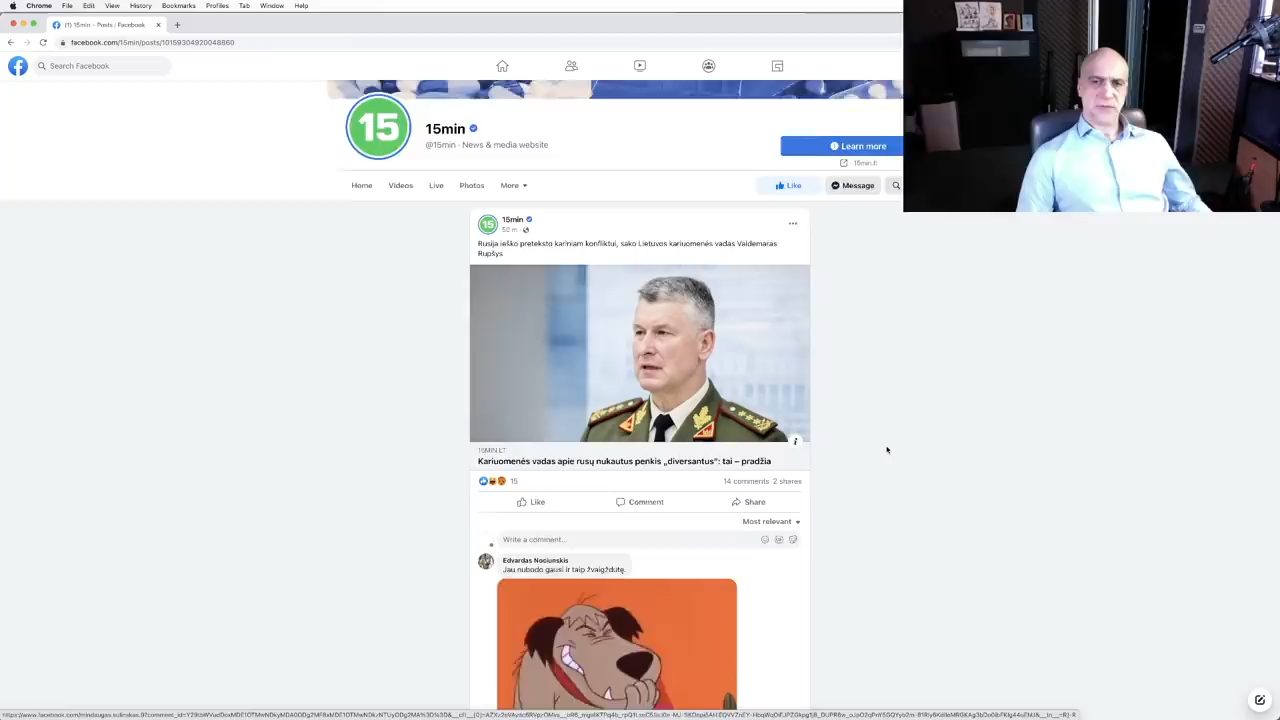 Chrome File Edit View History Bookmarks Profiles Tab Window Help
(1) 15min - Posts | Facebook
facebook.com/15min/posts/10159304920048660
Search Facebook
15
15min
@15min · News & media website
Learn more
15min.lt
Home Videos Live Photos More
Like Message
15 15min
50 m
Rusija ieško preteksto kariniam konfliktui, sako Lietuvos kariuomenės vadas Valdemaras
Rupšys
15MIN.LT
Kariuomenės vadas apie rusų nukautus penkis „diversantus“: tai – pradžia
15
14 comments 2 shares
Like Comment Share
Most relevant
Write a comment...
Edvardas Nociunskis
Jau nubodo gausi ir taip žvaigždutę.